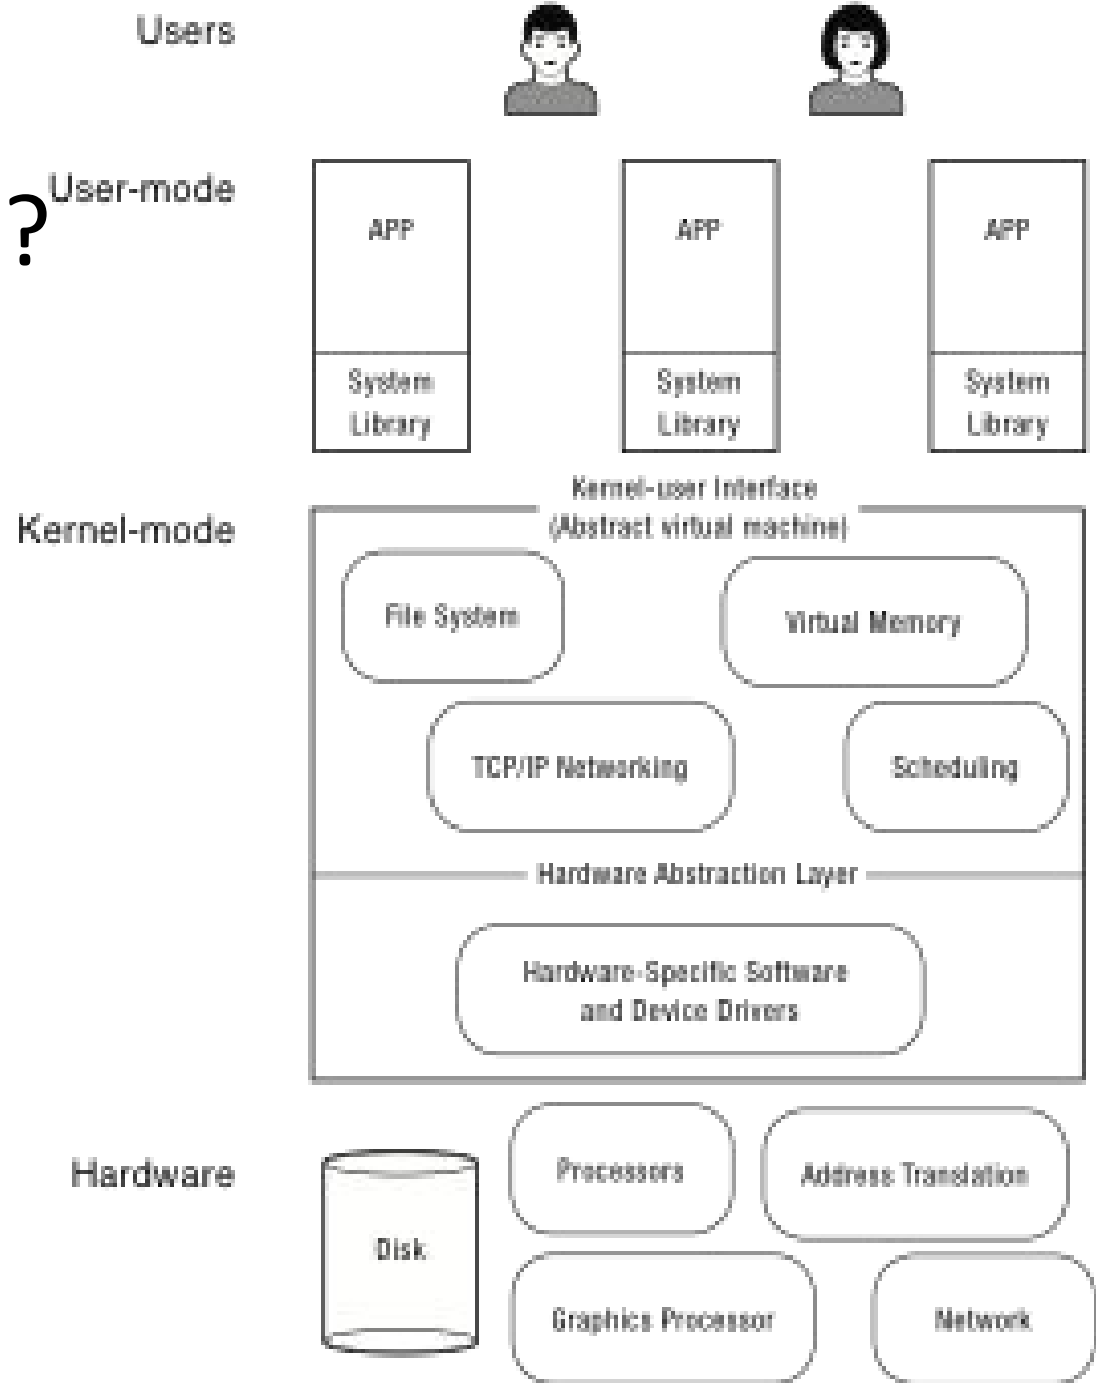 Users
User-mode
?
APP
APP
APP
System
Library
System
Library
System
Library
Kernel-user Interface
(Abstract virtual machine)
Kernel-mode
File System
Virtual Memory
TCP/IP Networking
Scheduling
Hardware Abstraction Layer
Hardware-Specific Software
and Device Drivers
Hardware
Processors
Address Translation
Disk
Graphics Processor
Network